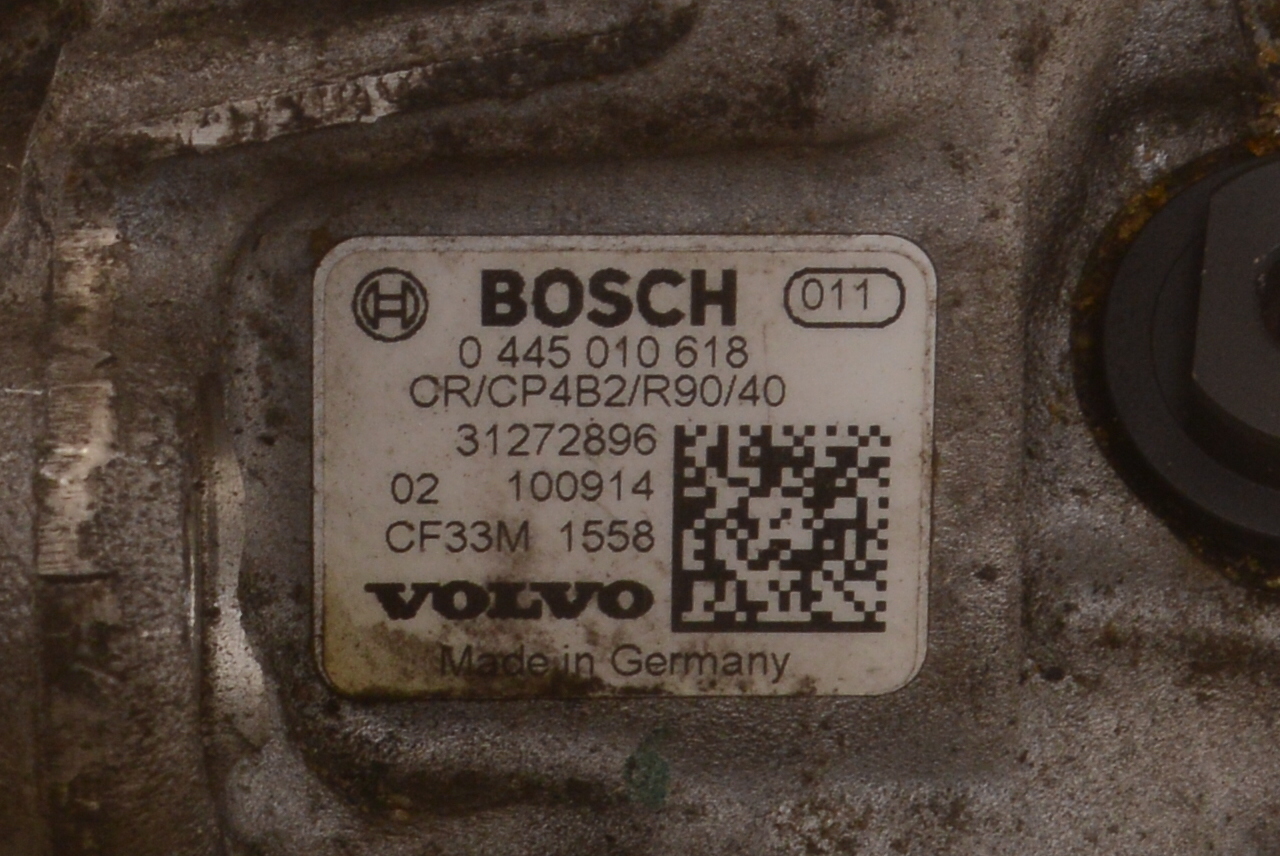 BOSCH 011
0 445 010 618
CR/CP4B2/R90/40
31272896
02 100914
CF33M 1558
VOLVO
Made in Germany